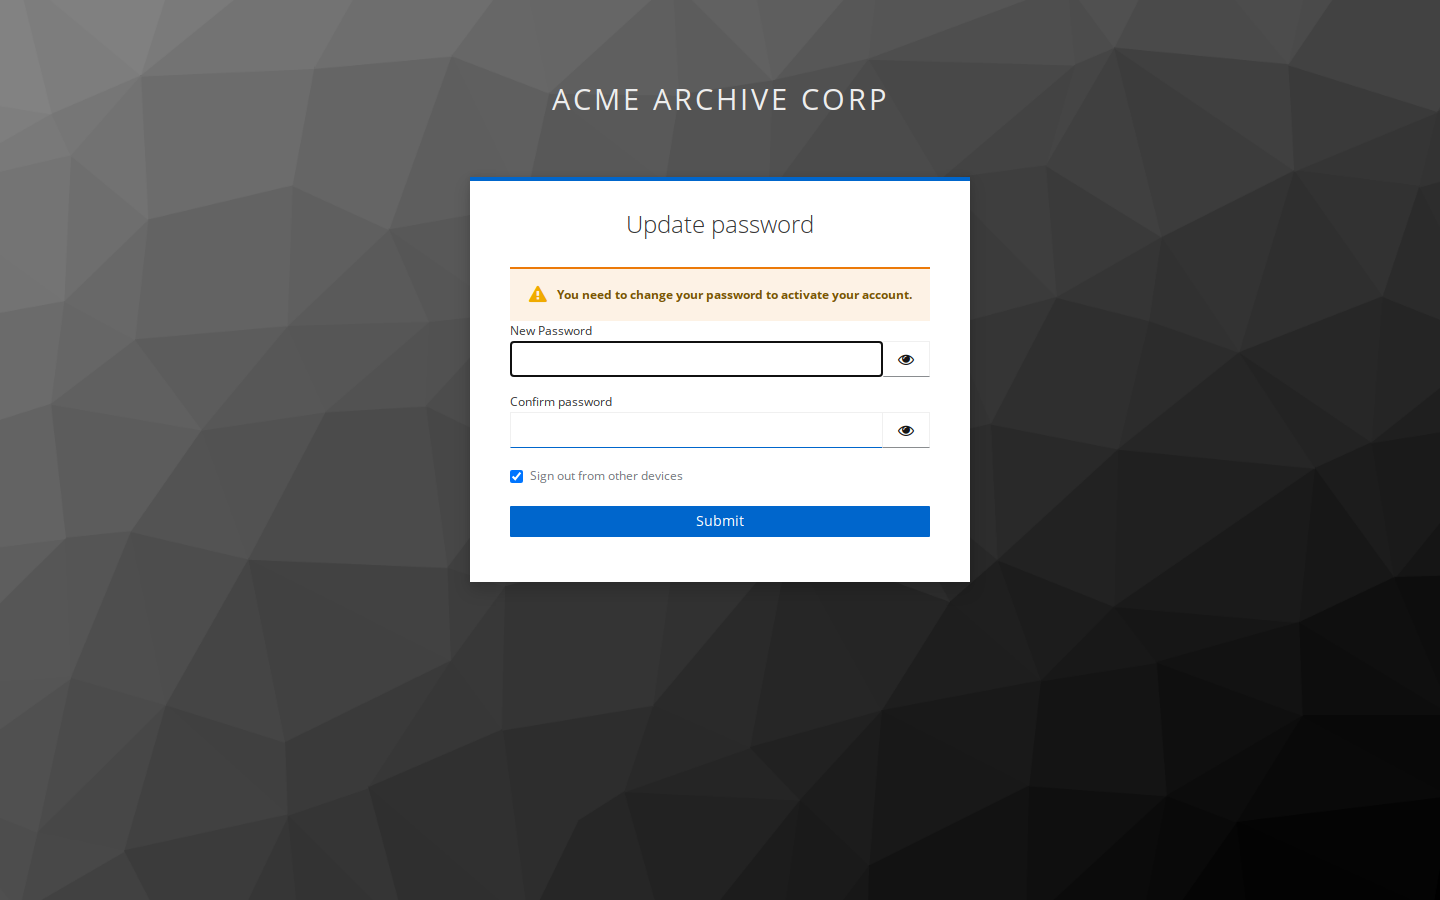 ACME ARCHIVE CORP
Update password
You need to change your password to activate your account.
New Password
Confirm password
Sign out from other devices
Submit